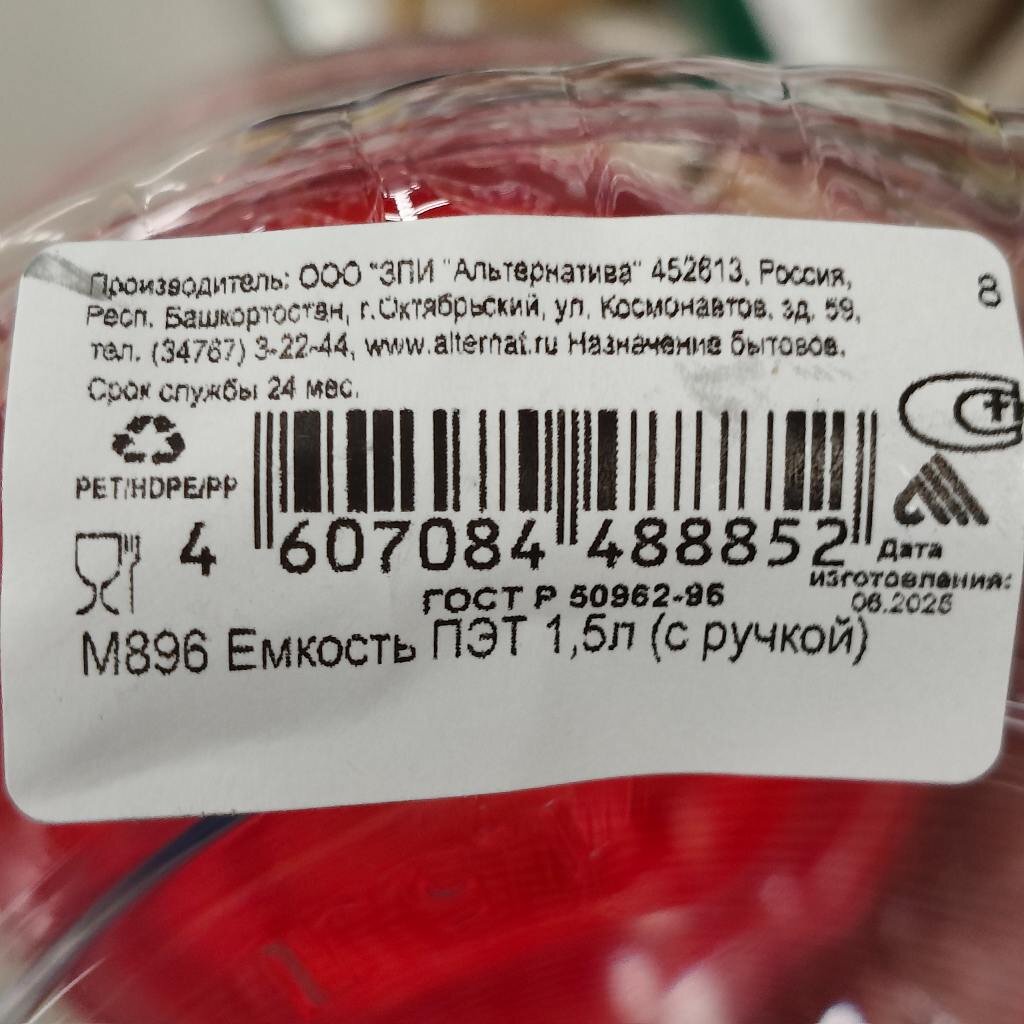 Производитель: ООО "ЗПИ "Альтернатива" 452613, Россия,
Респ. Башкортостан, г.Октябрьский, ул. Космонавтов, зд. 59,
тел. (34767) 3-22-44, www.alternat.ru Назначение бытовое.
Срок службы 24 мес.
8
PET/HDPE/PP
4 607084 488852
Дата
изготовления:
06.2025
ГОСТ Р 50962-96
М896 Емкость ПЭТ 1,5л (с ручкой)